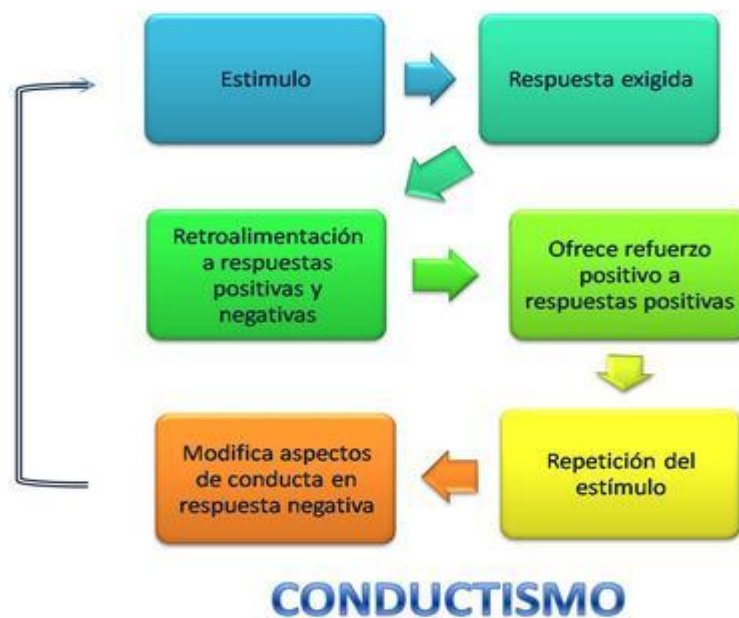 Estimulo
Respuesta exigida
Retroalimentación
a respuestas
positivas y
negativas
Ofrece refuerzo
positivo a
respuestas positivas
Repetición del
estímulo
Modifica aspectos
de conducta en
respuesta negativa
CONDUCTISMO